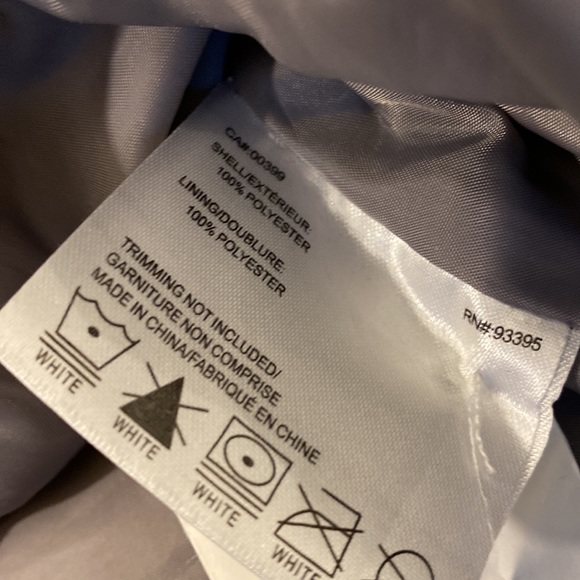 CA#:00399
SHELL/EXTÉRIEUR:
100% POLYESTER
LINING/DOUBLURE:
100% POLYESTER
RN#:93395
TRIMMING NOT INCLUDED/
GARNITURE NON COMPRISE
MADE IN CHINA/FABRIQUÉ EN CHINE
WHITE
WHITE
WHITE
WHITE